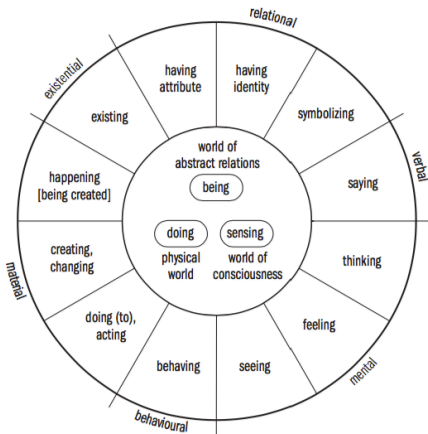 relational
existential
verbal
material
mental
behavioural
having
attribute
having
identity
symbolizing
saying
thinking
feeling
seeing
behaving
doing (to),
acting
creating,
changing
happening
[being created]
existing
world of
abstract relations
being
doing
physical
world
sensing
world of
consciousness